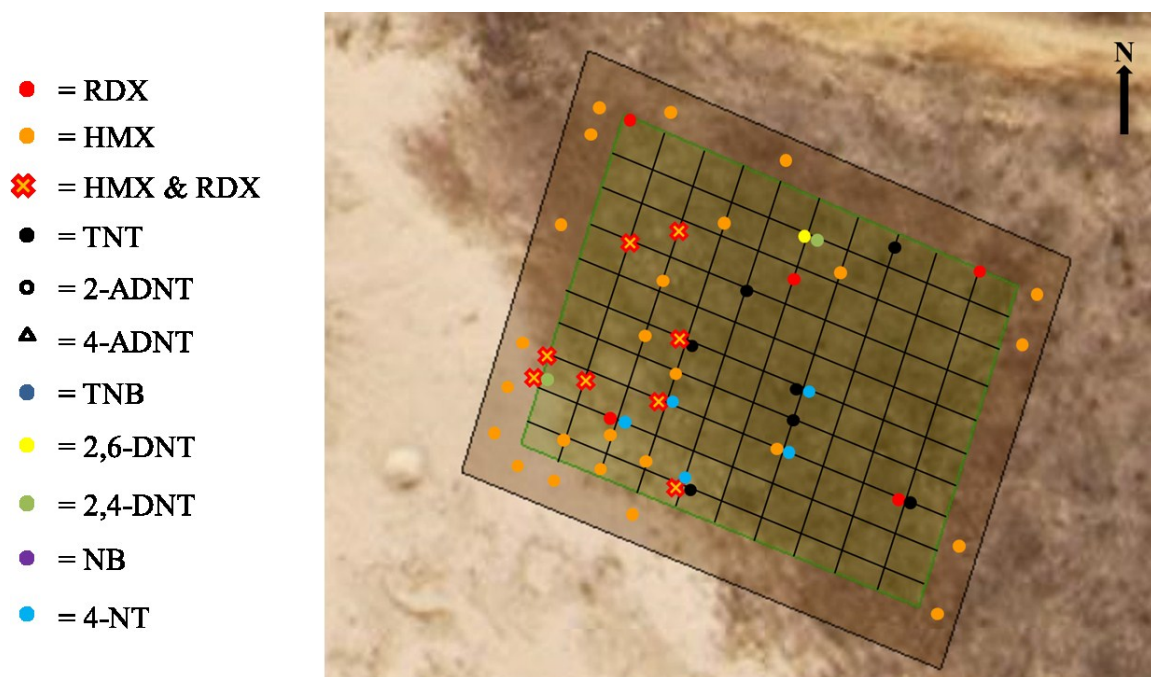 N
= RDX
= HMX
= HMX & RDX
= TNT
= 2-ADNT
= 4-ADNT
= TNB
= 2,6-DNT
= 2,4-DNT
= NB
= 4-NT